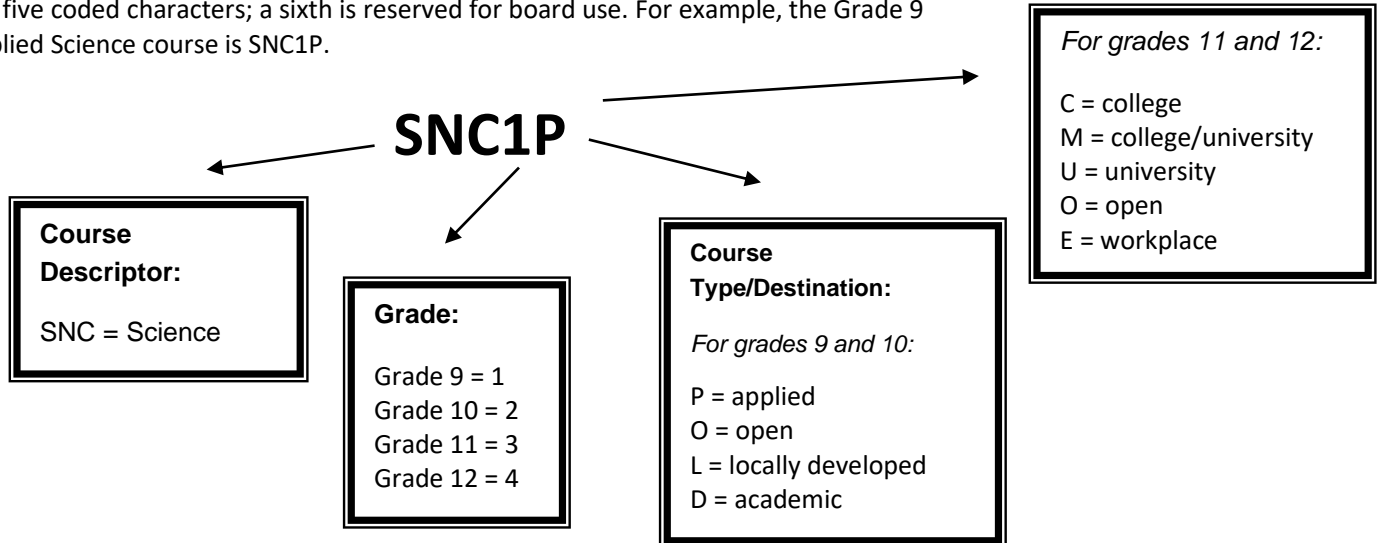 five coded characters; a sixth is reserved for board use. For example, the Grade 9
Science course is SNC1P.
SNC1P
Course
Descriptor:
SNC = Science
Grade:
Grade 9 = 1
Grade 10 = 2
Grade 11 = 3
Grade 12 = 4
Course
Type/Destination:
For grades 9 and 10:
P = applied
O = open
L = locally developed
D = academic
For grades 11 and 12:
C = college
M = college/university
U = university
O = open
E = workplace